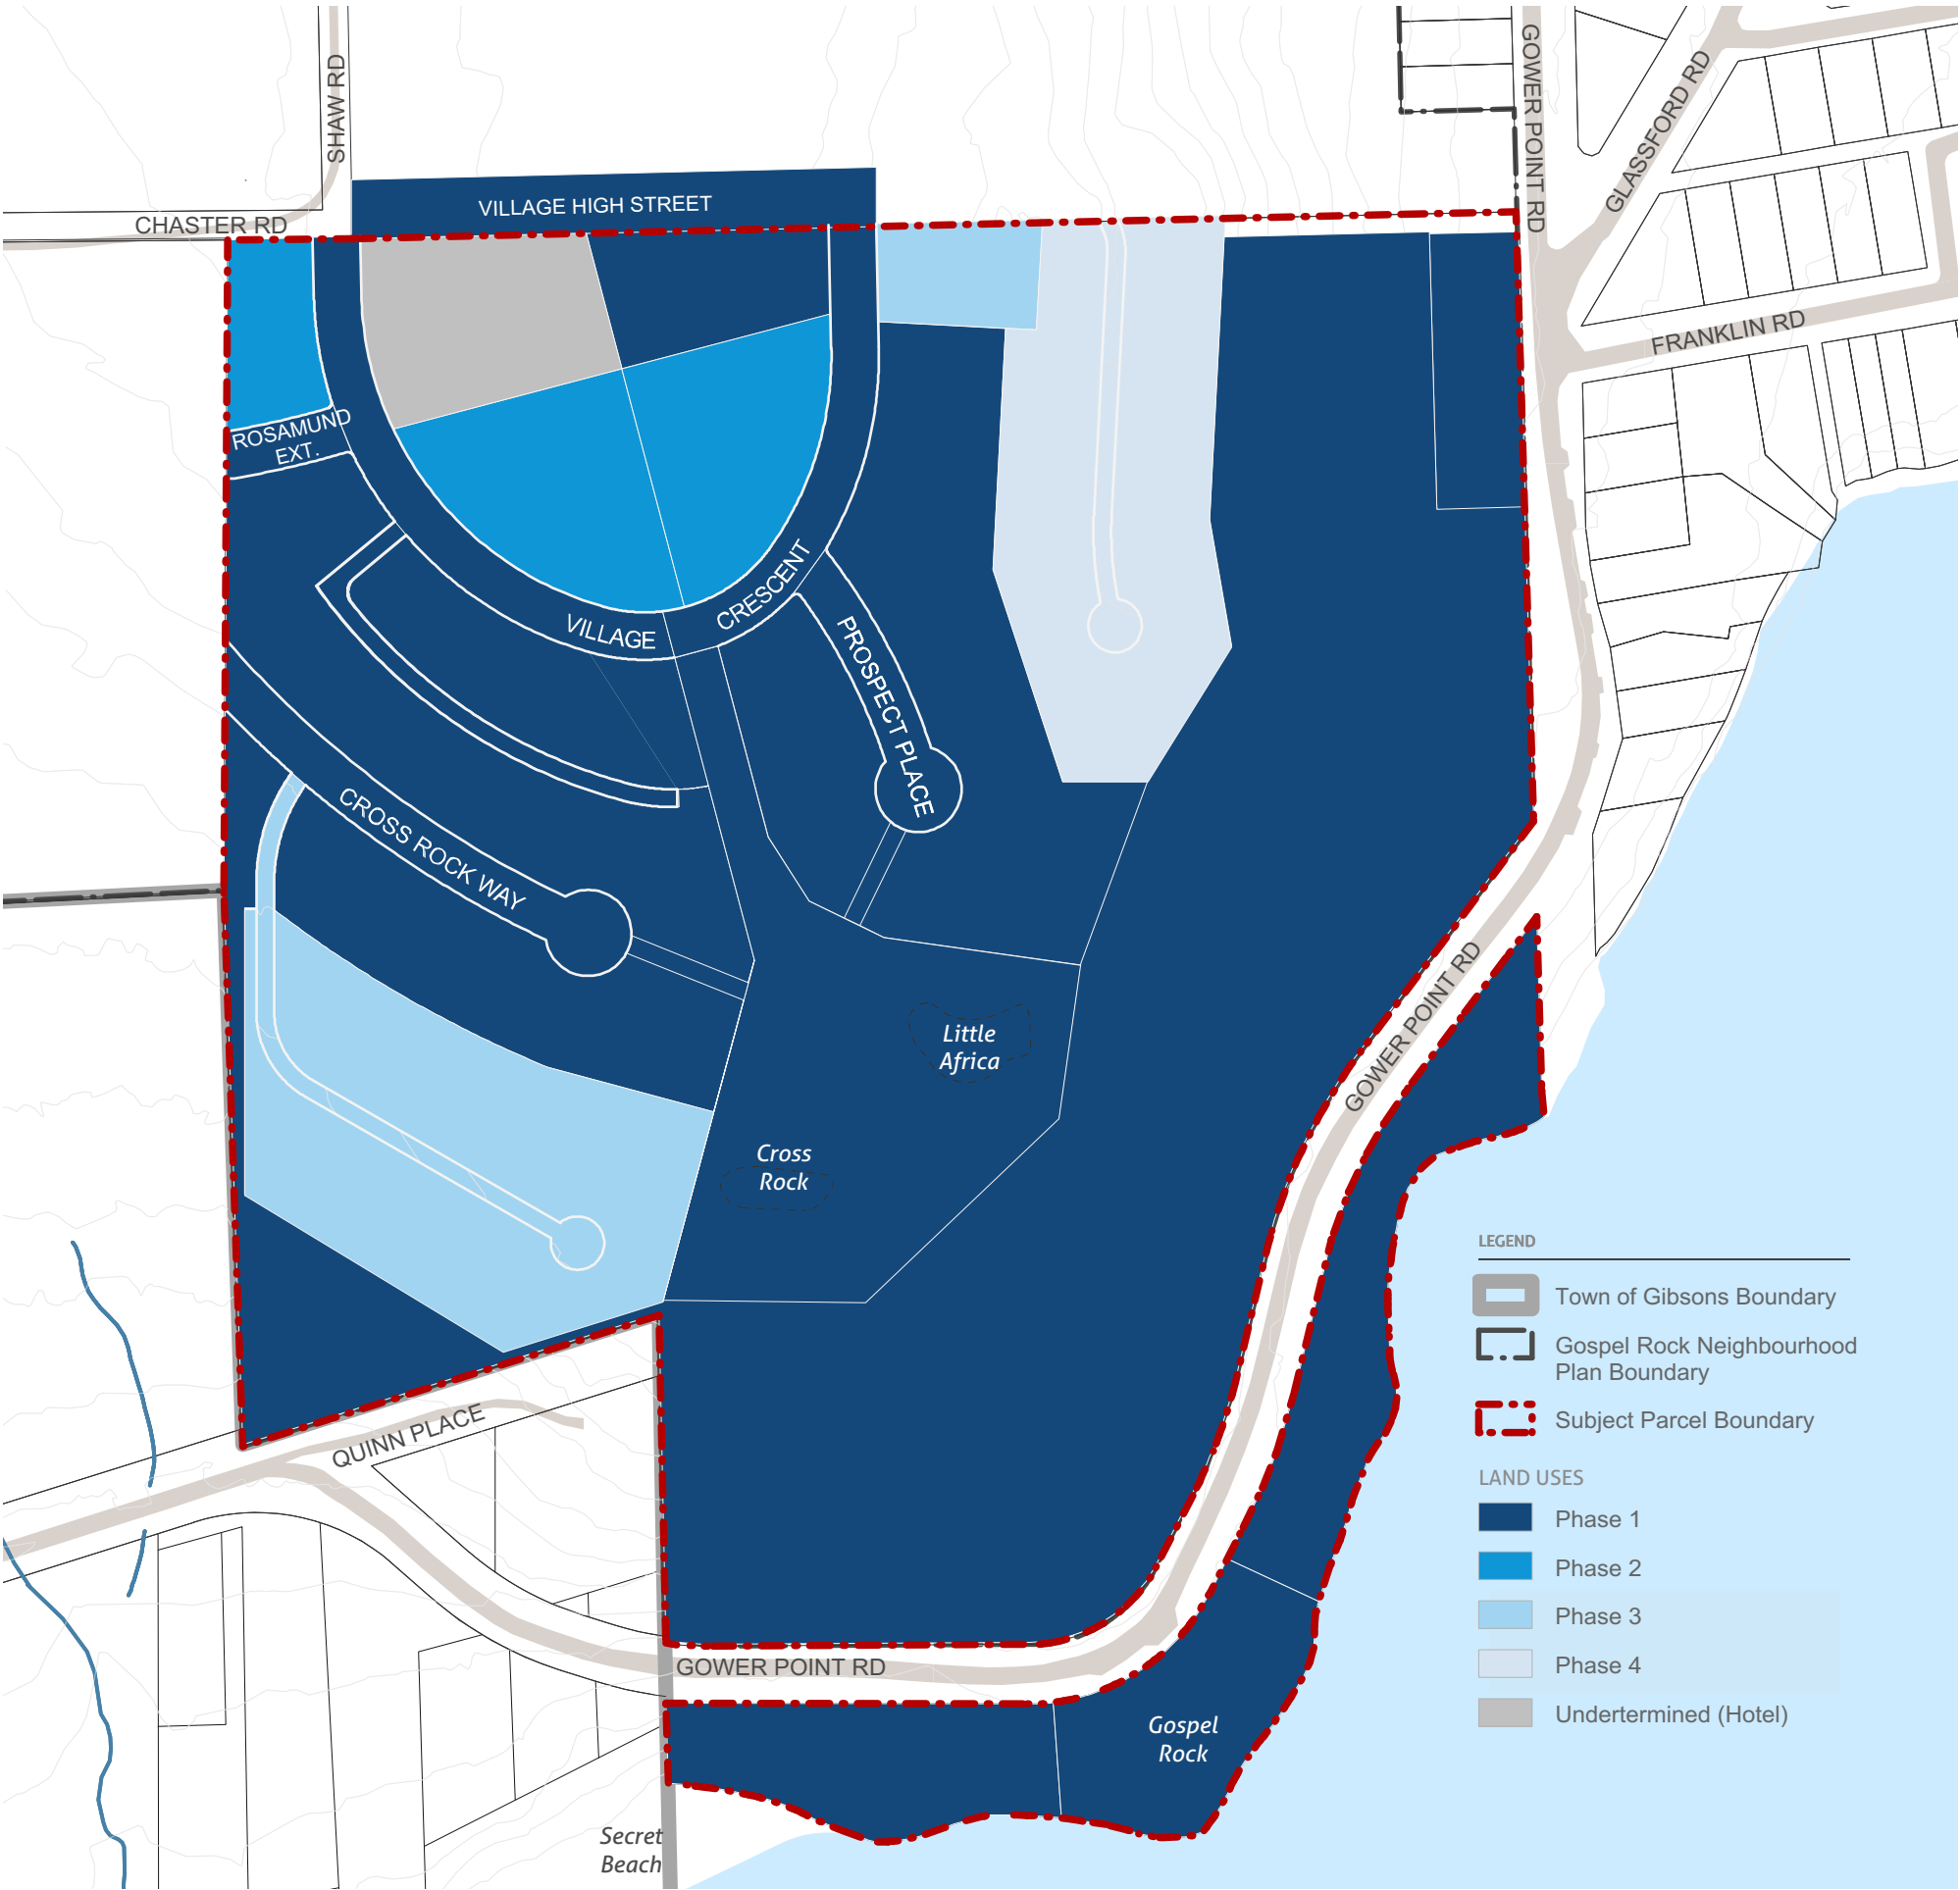 SHAW RD
CHASTER RD
VILLAGE HIGH STREET
GOWER POINT RD
GLASSFORD RD
FRANKLIN RD
ROSAMUND
EXT.
VILLAGE
CRESCENT
PROSPECT PLACE
CROSS ROCK WAY
Little
Africa
Cross
Rock
GOWER POINT RD
QUINN PLACE
GOWER POINT RD
Gospel
Rock
Secret
Beach
LEGEND
Town of Gibsons Boundary
Gospel Rock Neighbourhood
Plan Boundary
Subject Parcel Boundary
LAND USES
Phase 1
Phase 2
Phase 3
Phase 4
Undertermined (Hotel)